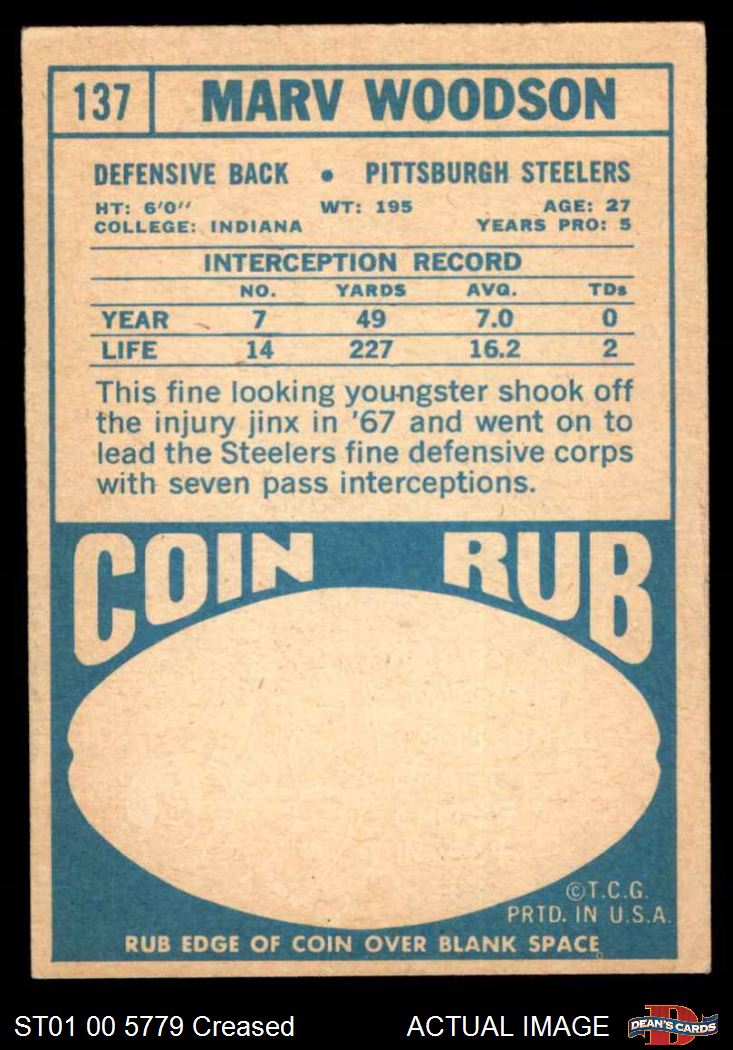 137 MARV WOODSON
DEFENSIVE BACK • PITTSBURGH STEELERS
HT: 6'0" WT: 195 AGE: 27
COLLEGE: INDIANA YEARS PRO: 5
INTERCEPTION RECORD
NO. YARDS AVG. TDs
YEAR 7 49 7.0 0
LIFE 14 227 16.2 2
This fine looking youngster shook off
the injury jinx in '67 and went on to
lead the Steelers fine defensive corps
with seven pass interceptions.
COIN RUB
©T.C.G.
PRTD. IN U.S.A.
RUB EDGE OF COIN OVER BLANK SPACE
ST01 00 5779 Creased ACTUAL IMAGE DEAN'S CARDS